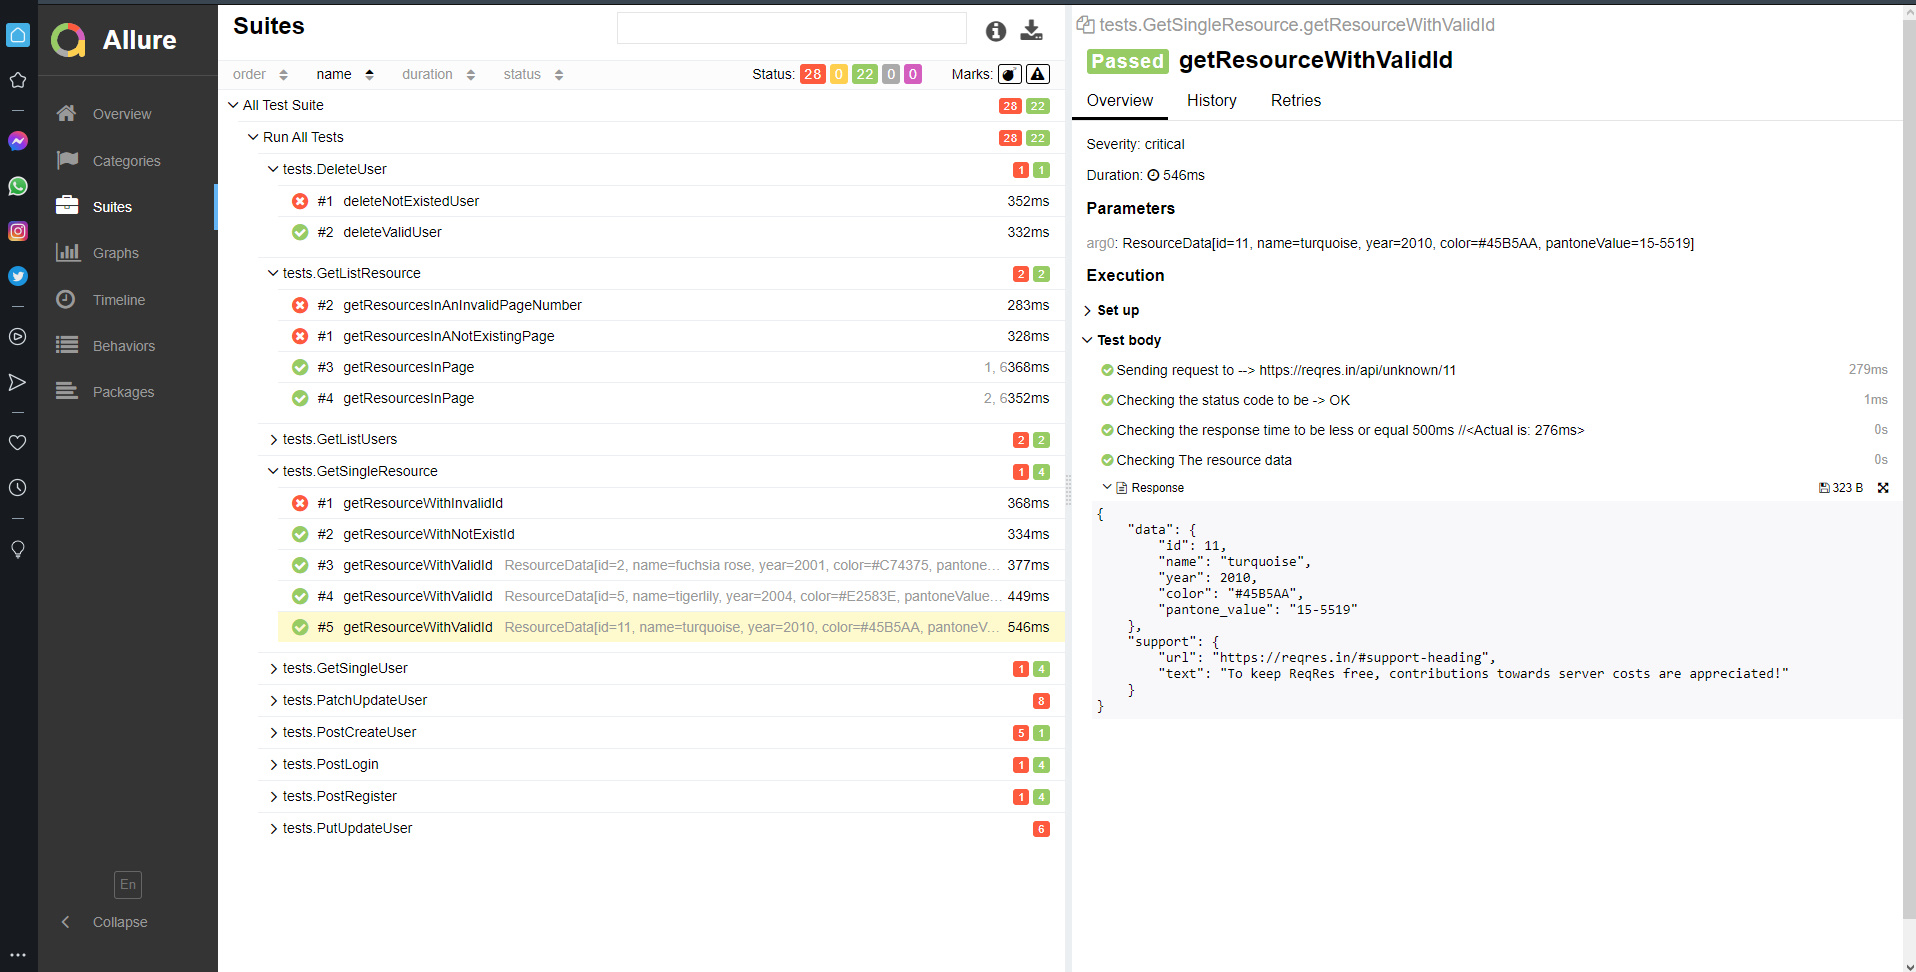 Allure
Overview
Categories
Suites
Graphs
Timeline
Behaviors
Packages
En
Collapse
Suites
order name duration status Status: 28 0 22 0 0 Marks:
All Test Suite 28 22
Run All Tests 28 22
tests.DeleteUser 1 1
#1 deleteNotExistedUser 352ms
#2 deleteValidUser 332ms
tests.GetListResource 2 2
#2 getResourcesInAnInvalidPageNumber 283ms
#1 getResourcesInANotExistingPage 328ms
#3 getResourcesInPage 1, 6 368ms
#4 getResourcesInPage 2, 6 352ms
tests.GetListUsers 2 2
tests.GetSingleResource 1 4
#1 getResourceWithInvalidId 368ms
#2 getResourceWithNotExistId 334ms
#3 getResourceWithValidId ResourceData[id=2, name=fuchsia rose, year=2001, color=#C74375, pantone... 377ms
#4 getResourceWithValidId ResourceData[id=5, name=tigerlily, year=2004, color=#E2583E, pantoneValue... 449ms
#5 getResourceWithValidId ResourceData[id=11, name=turquoise, year=2010, color=#45B5AA, pantoneV... 546ms
tests.GetSingleUser 1 4
tests.PatchUpdateUser 8
tests.PostCreateUser 5 1
tests.PostLogin 1 4
tests.PostRegister 1 4
tests.PutUpdateUser 6
tests.GetSingleResource.getResourceWithValidId
Passed getResourceWithValidId
Overview History Retries
Severity: critical
Duration: 546ms
Parameters
arg0: ResourceData[id=11, name=turquoise, year=2010, color=#45B5AA, pantoneValue=15-5519]
Execution
Set up
Test body
Sending request to --> https://reqres.in/api/unknown/11 279ms
Checking the status code to be -> OK 1ms
Checking the response time to be less or equal 500ms //<Actual is: 276ms> 0s
Checking The resource data 0s
Response 323 B
{
"data": {
"id": 11,
"name": "turquoise",
"year": 2010,
"color": "#45B5AA",
"pantone_value": "15-5519"
},
"support": {
"url": "https://reqres.in/#support-heading",
"text": "To keep ReqRes free, contributions towards server costs are appreciated!"
}
}